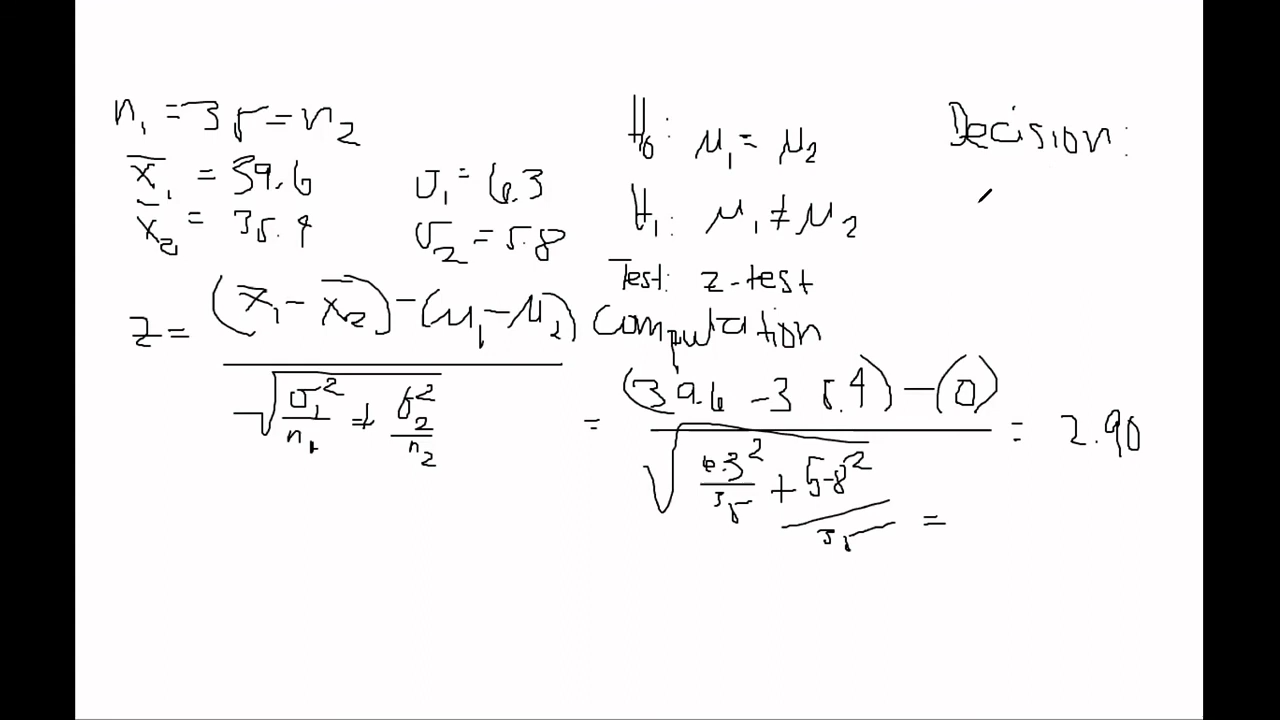 n₁ = 35 = n₂
x̄₁ = 39.6
σ₁ = 6.3
x̄₂ = 35.4
σ₂ = 5.8
z = ((x̄₁ - x̄₂) - (μ₁ - μ₂)) / √(σ₁²/n₁ + σ₂²/n₂)
H₀: μ₁ = μ₂
H₁: μ₁ ≠ μ₂
Test: z-test
Computation
= ((39.6 - 35.4) - (0)) / √(6.3²/35 + 5.8²/35) = 2.90
=
Decision: